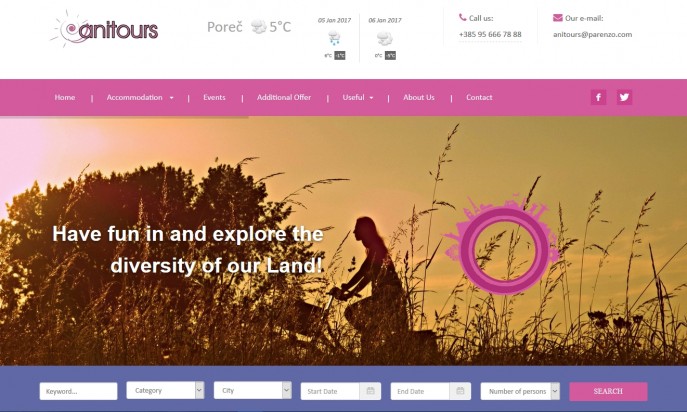 anitours
Poreč 5°C
05 Jan 2017
6°C -1°C
06 Jan 2017
0°C -6°C
Call us:
+385 95 666 78 88
Our e-mail:
anitours@parenzo.com
Home | Accommodation | Events | Additional Offer | Useful | About Us | Contact
Have fun in and explore the
diversity of our Land!
Keyword... Category City Start Date End Date Number of persons SEARCH